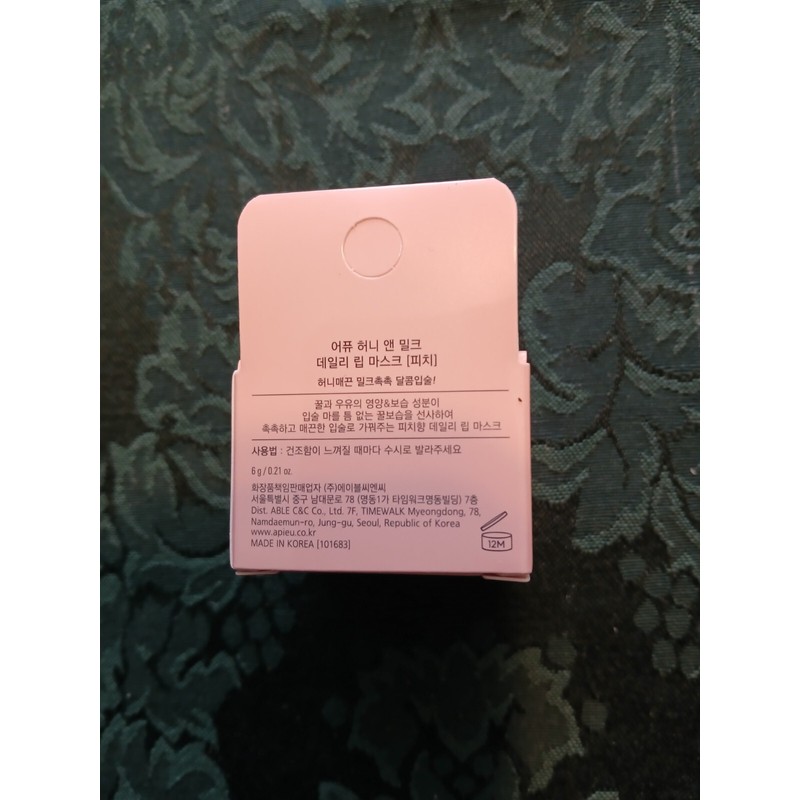 어퓨 허니 앤 밀크
데일리 립 마스크 [피치]
허니매끈 밀크촉촉 달콤입술!
꿀과 우유의 영양&보습 성분이
입술 마를 틈 없는 꿀보습을 선사하여
촉촉하고 매끈한 입술로 가꿔주는 피치향 데일리 립 마스크
사용법 : 건조함이 느껴질 때마다 수시로 발라주세요
6 g / 0.21 oz.
화장품책임판매업자 (주)에이블씨엔씨
서울특별시 중구 남대문로 78 (명동1가 타임워크명동빌딩) 7층
Dist. ABLE C&C Co., Ltd. 7F, TIMEWALK Myeongdong, 78,
Namdaemun-ro, Jung-gu, Seoul, Republic of Korea
www.apieu.co.kr
MADE IN KOREA [101683]
12M